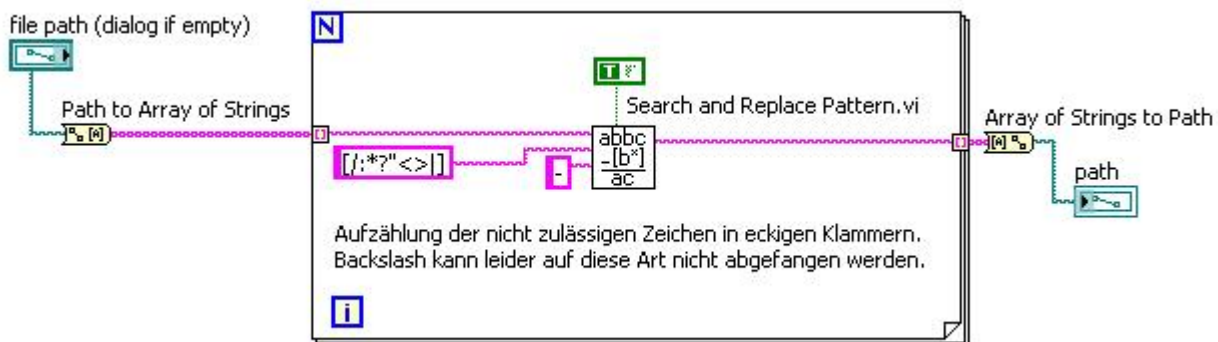 file path (dialog if empty)
N
T
Path to Array of Strings
Search and Replace Pattern.vi
Array of Strings to Path
[A]
abbc
[A]
[/:*?"<>|]
-[b*]
-
ac
path
Aufzählung der nicht zulässigen Zeichen in eckigen Klammern.
Backslash kann leider auf diese Art nicht abgefangen werden.
i